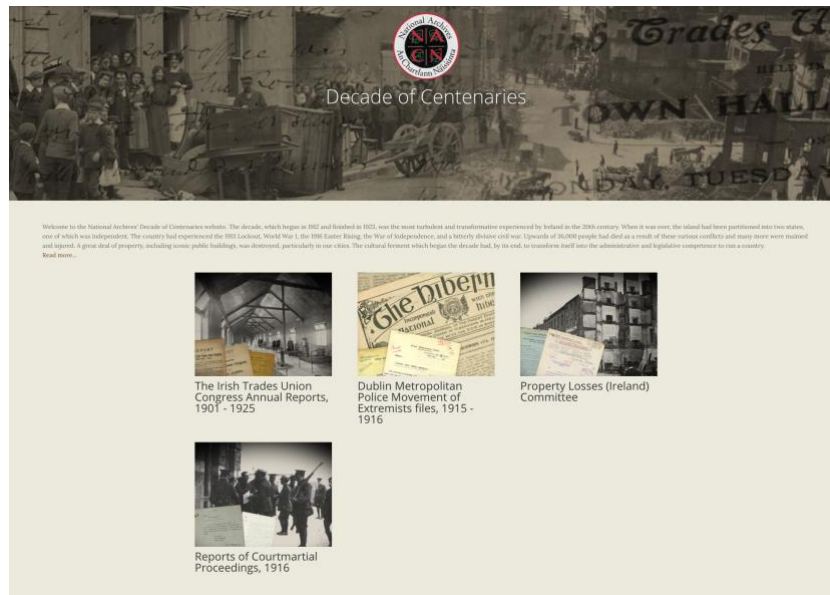 National Archives
NA
An Chartlann Náisiúnta
Irish Trades U
HELD IN
TOWN HALL
ONDAY, TUESDAY
Decade of Centenaries
Welcome to the National Archives' Decade of Centenaries website. The decade, which began in 1912 and finished in 1923, was the most turbulent and transformative experienced by Ireland in the 20th century. When it was over, the island had been partitioned into two states,
one of which was independent. The country had experienced the 1913 Lockout, World War 1, the 1916 Easter Rising, the War of Independence, and a bitterly divisive civil war. Upwards of people had died as a result of these various conflicts and many more were maimed
and injured. A great deal of property, including iconic public buildings, was destroyed, particularly in our cities. The cultural ferment which began the decade had, by its end, to transform itself into the administrative and legislative competence to run a country.
Read more...
The Hibern
National
The Irish Trades Union
Congress Annual Reports,
1901 - 1925
Dublin Metropolitan
Police Movement of
Extremists files, 1915 -
1916
Property Losses (Ireland)
Committee
Reports of Courtmartial
Proceedings, 1916